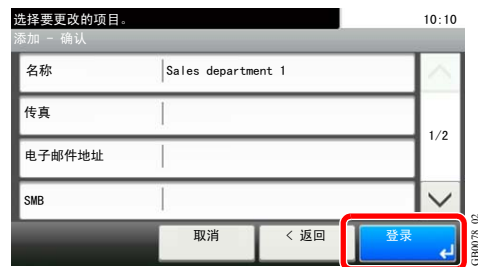 选择要更改的项目。 10:10
添加 - 确认
名称 Sales department 1
传真
电子邮件地址
1/2
SMB
取消 < 返回 登录
GB0078_02